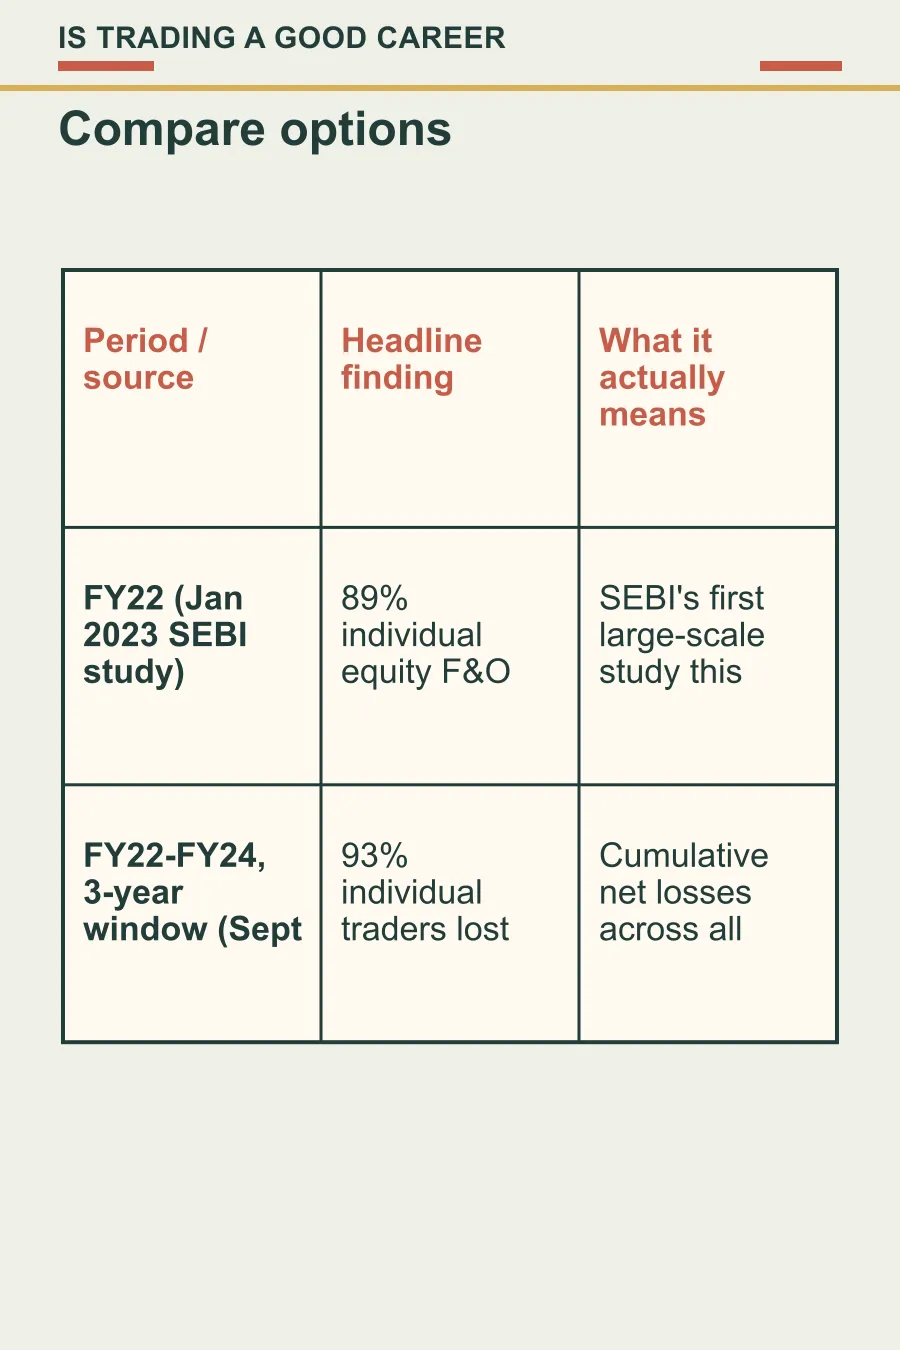 IS TRADING A GOOD CAREER
Compare options
Period /
source
Headline
finding
What it
actually
means
FY22 (Jan
2023 SEBI
study)
89%
individual
equity F&O
SEBI's first
large-scale
study this
FY22-FY24,
3-year
window (Sept
93%
individual
traders lost
Cumulative
net losses
across all